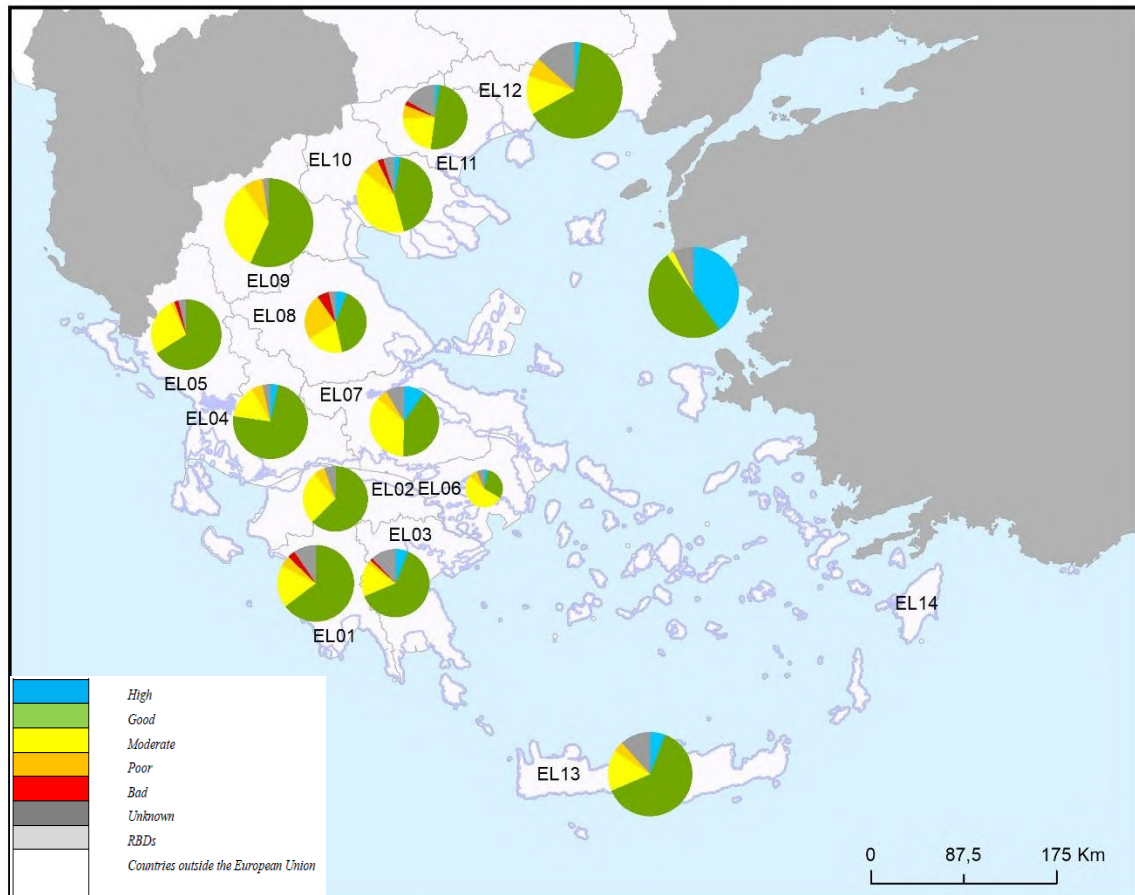 EL12
EL11
EL10
EL09
EL08
EL05
EL07
EL04
EL02 EL06
EL03
EL01
EL14
EL13
High
Good
Moderate
Poor
Bad
Unknown
RBDs
Countries outside the European Union
0 87,5 175 Km